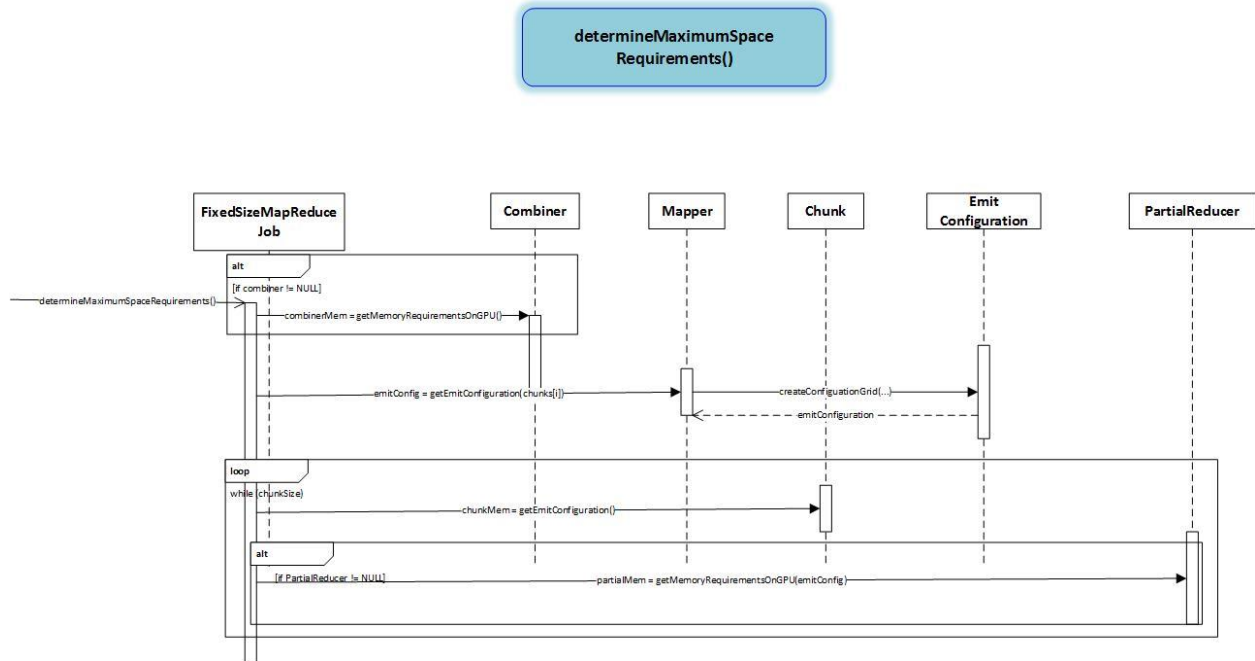 determineMaximumSpace
Requirements()
FixedSizeMapReduce
Job
Combiner
Mapper
Chunk
Emit
Configuration
PartialReducer
alt
[if combiner != NULL]
determineMaximumSpaceRequirements()
combinerMem = getMemoryRequirementsOnGPU()
emitConfig = getEmitConfiguration(chunks[i])
createConfiguationGrid(...)
emitConfiguration
loop
while (chunkSize)
chunkMem = getEmitConfiguration()
alt
[if PartialReducer != NULL]
partialMem = getMemoryRequirementsOnGPU(emitConfig)